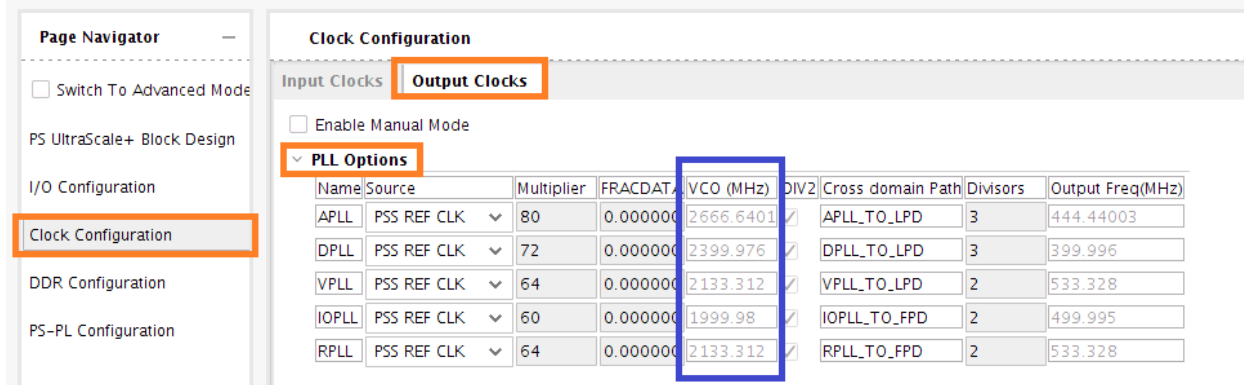 Page Navigator —
Switch To Advanced Mode
PS UltraScale+ Block Design
I/O Configuration
Clock Configuration
DDR Configuration
PS-PL Configuration
Clock Configuration
Input Clocks Output Clocks
Enable Manual Mode
PLL Options
Name Source Multiplier FRACDATA VCO (MHz) DIV2 Cross domain Path Divisors Output Freq(MHz)
APLL PSS REF CLK 80 0.000000 2666.6401 APLL_TO_LPD 3 444.44003
DPLL PSS REF CLK 72 0.000000 2399.976 DPLL_TO_LPD 3 399.996
VPLL PSS REF CLK 64 0.000000 2133.312 VPLL_TO_LPD 2 533.328
IOPLL PSS REF CLK 60 0.000000 1999.98 IOPLL_TO_FPD 2 499.995
RPLL PSS REF CLK 64 0.000000 2133.312 RPLL_TO_FPD 2 533.328